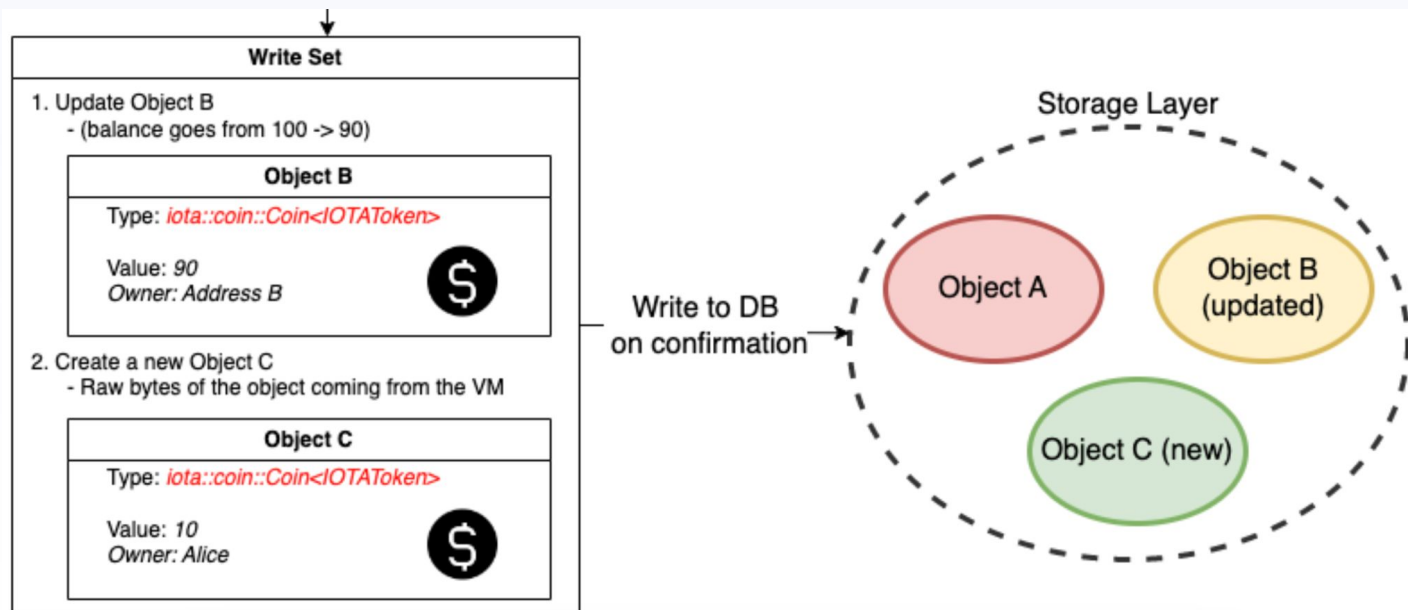 Write Set
1. Update Object B
- (balance goes from 100 -> 90)
Object B
Type: iota::coin::Coin<IOTAToken>
Value: 90
Owner: Address B
$
2. Create a new Object C
- Raw bytes of the object coming from the VM
Object C
Type: iota::coin::Coin<IOTAToken>
Value: 10
Owner: Alice
$
Write to DB
on confirmation
Storage Layer
Object A
Object B
(updated)
Object C (new)